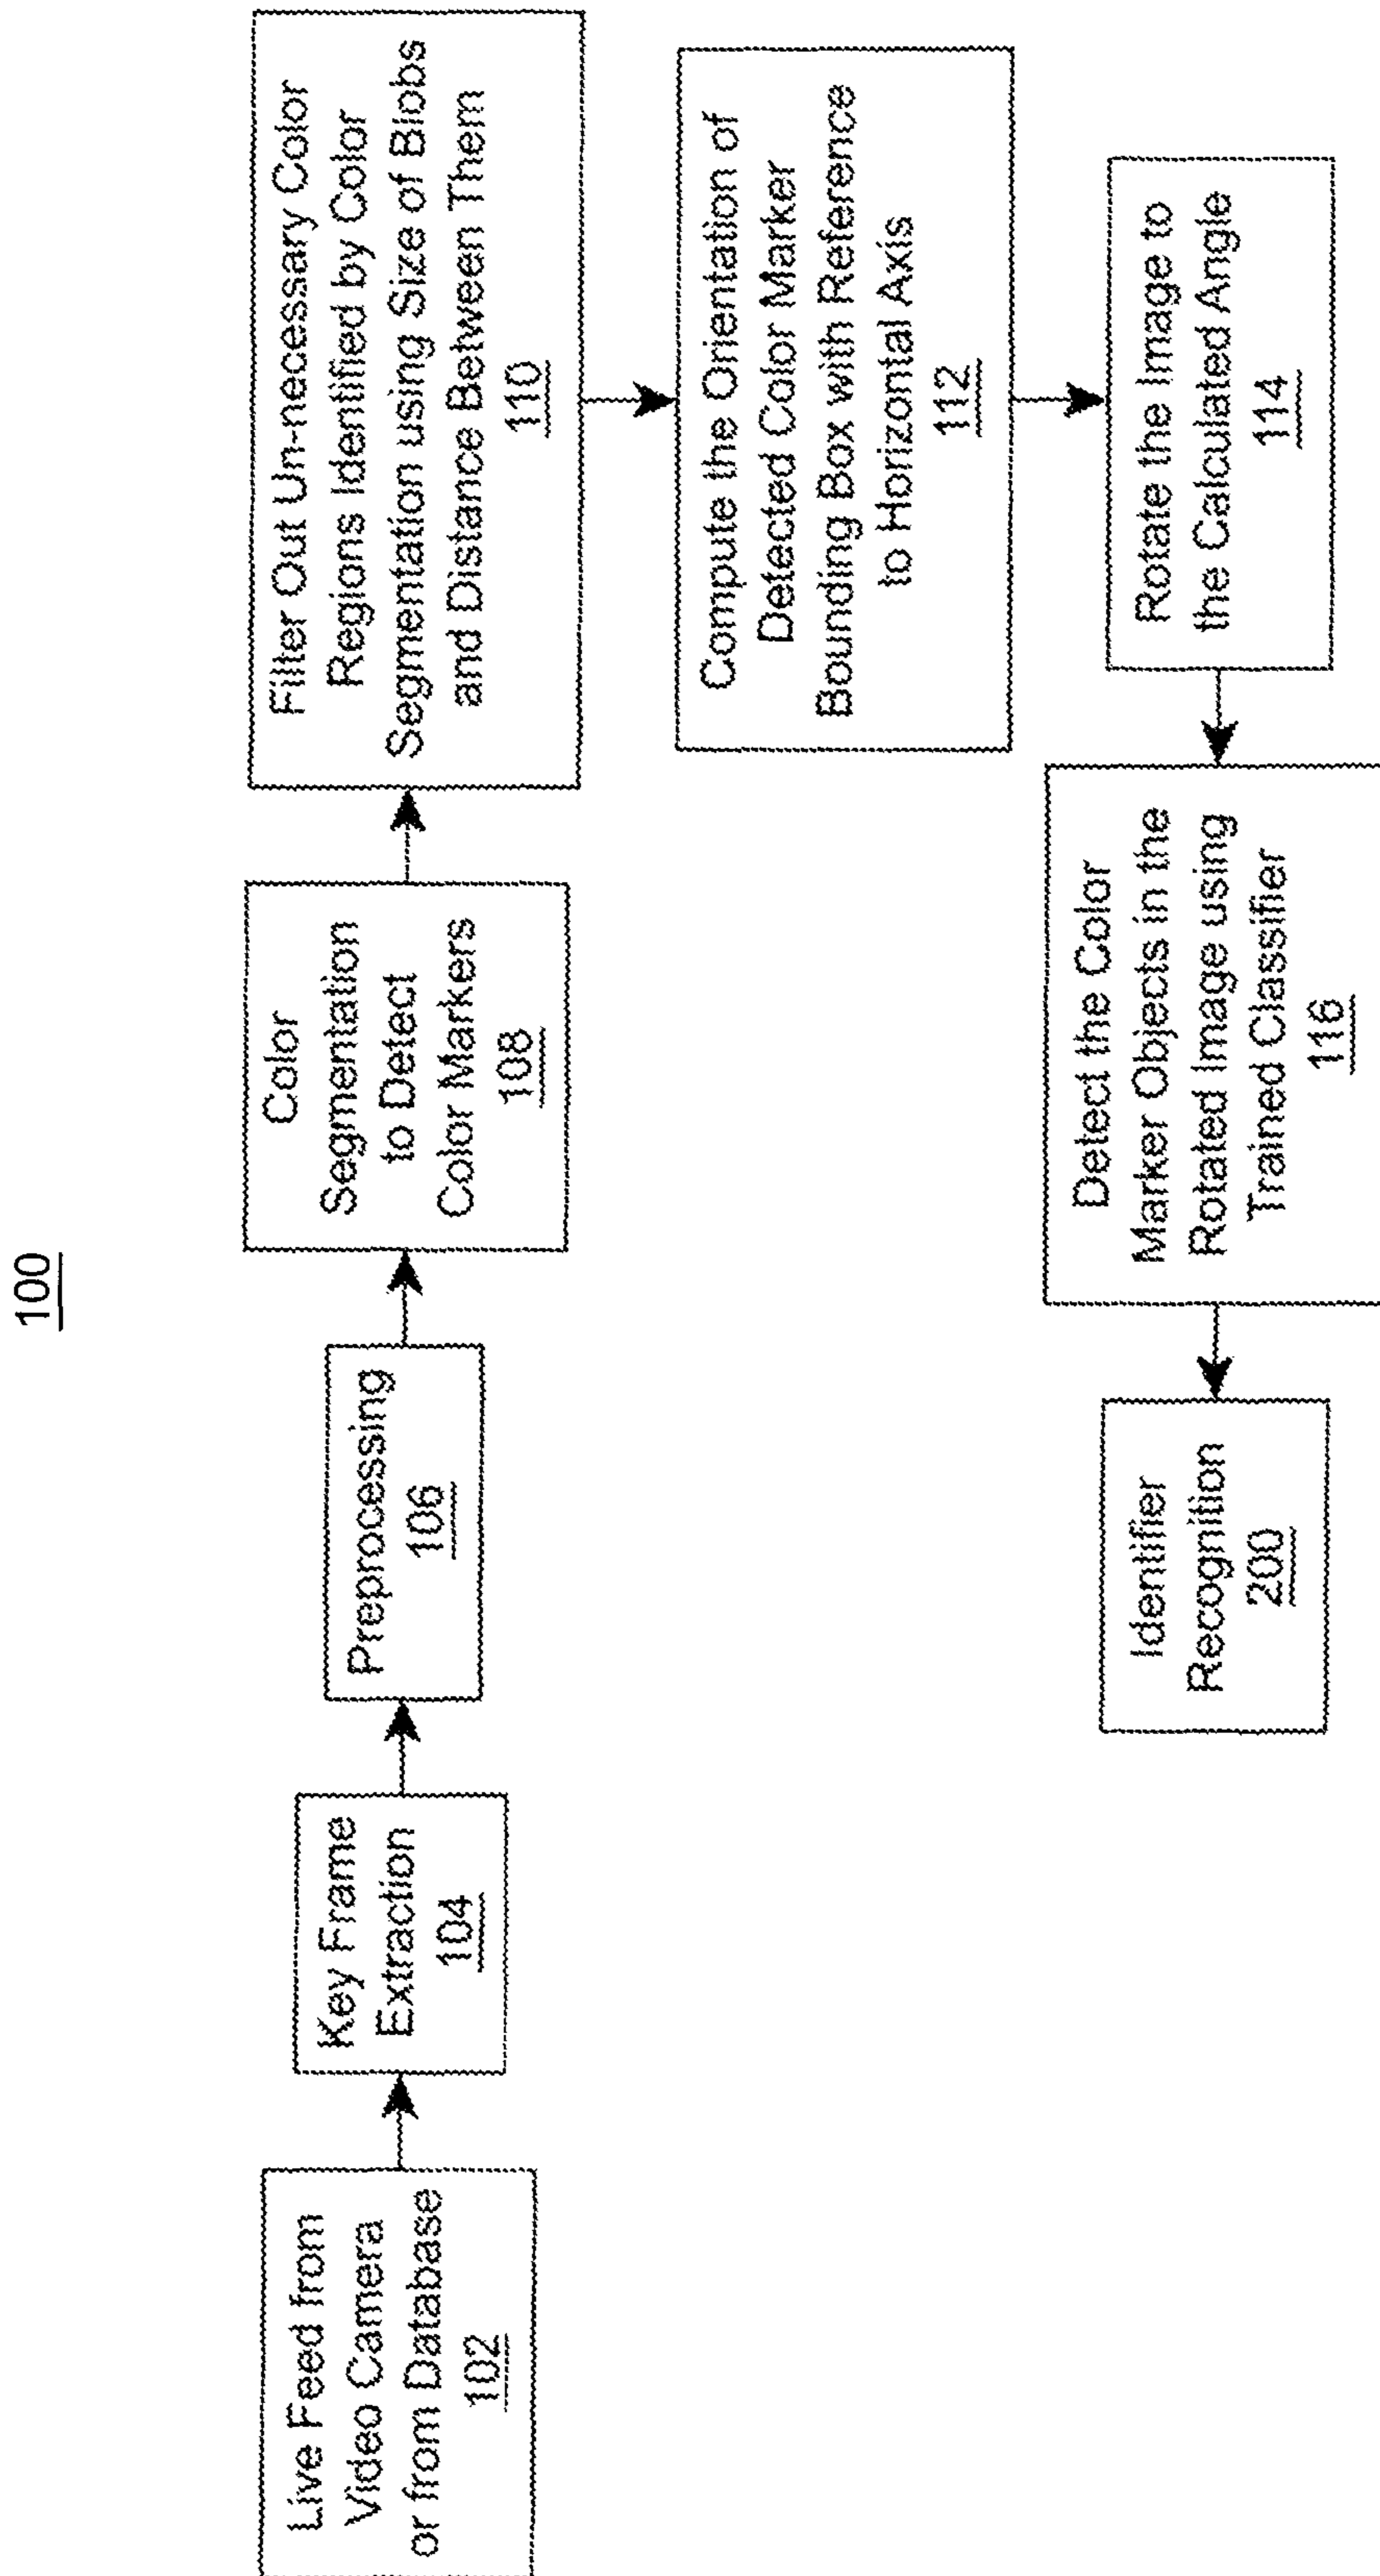 100
Live Feed from
Video Camera
or from Database
102
Key Frame
Extraction
104
Preprocessing
106
Color
Segmentation
to Detect
Color Markers
108
Filter Out Un-necessary Color
Regions Identified by Color
Segmentation using Size of Blobs
and Distance Between Them
110
Compute the Orientation of
Detected Color Marker
Bounding Box with Reference
to Horizontal Axis
112
Rotate the Image to
the Calculated Angle
114
Detect the Color
Marker Objects in the
Rotated Image using
Trained Classifier
116
Identifier
Recognition
200